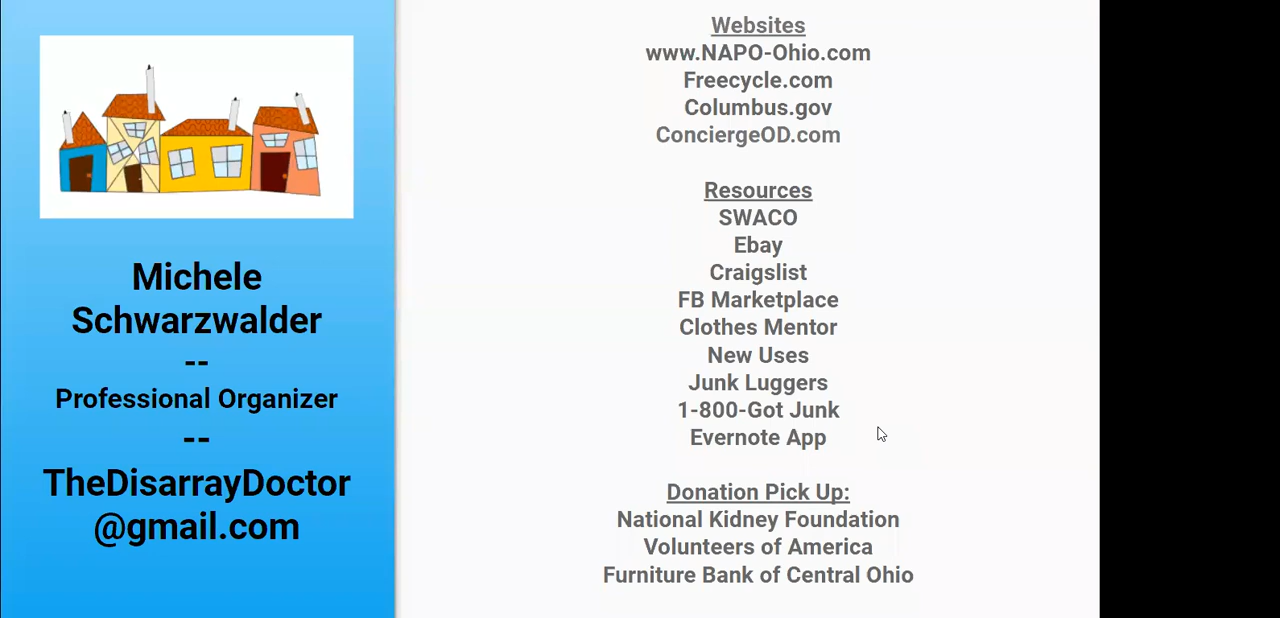 Michele
Schwarzwalder
--
Professional Organizer
--
TheDisarrayDoctor
@gmail.com
Websites
www.NAPO-Ohio.com
Freecycle.com
Columbus.gov
ConciergeOD.com
Resources
SWACO
Ebay
Craigslist
FB Marketplace
Clothes Mentor
New Uses
Junk Luggers
1-800-Got Junk
Evernote App
Donation Pick Up:
National Kidney Foundation
Volunteers of America
Furniture Bank of Central Ohio